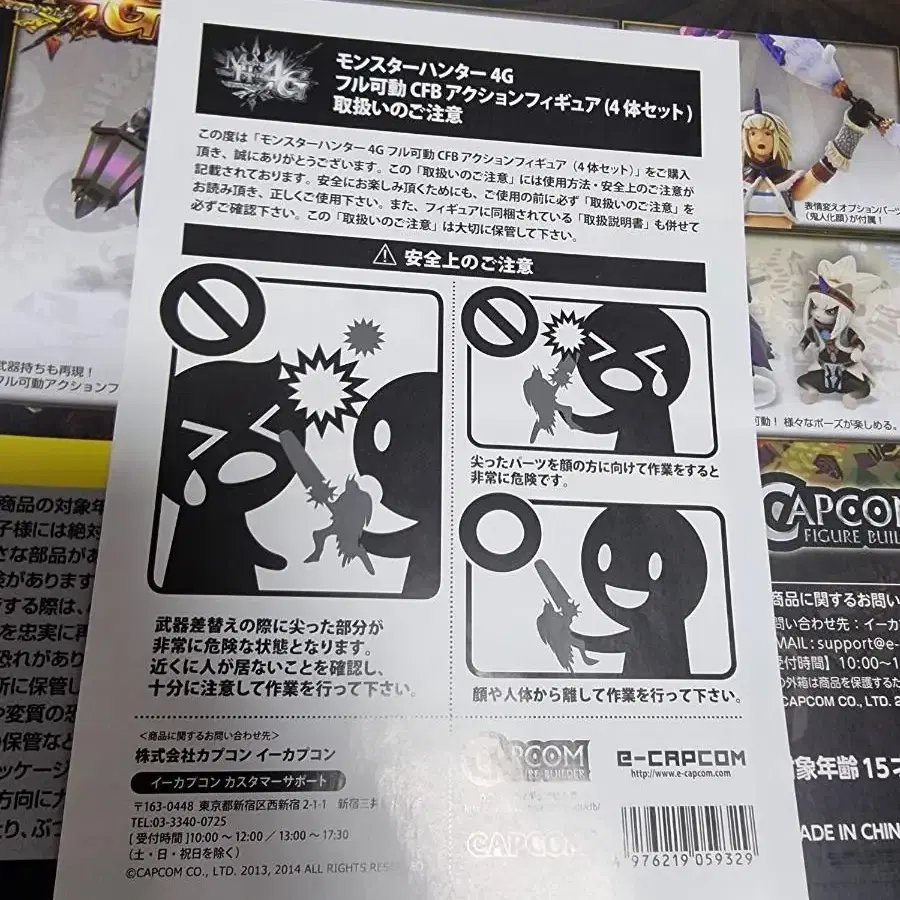 MH4G
モンスターハンター 4G
フル可動 CFB アクションフィギュア (4 体セット)
取扱いのご注意
この度は「モンスターハンター 4G フル可動 CFB アクションフィギュア（4 体セット）」をご購入
頂き、誠にありがとうございます。この「取扱いのご注意」には使用方法・安全上のご注意が
記載されております。安全にお楽しみ頂くためにも、ご使用の前に必ず「取扱いのご注意」を
お読み頂き、正しくご使用下さい。また、フィギュアに同梱されている「取扱説明書」も併せて
必ずご確認下さい。この「取扱いのご注意」は大切に保管して下さい。
⚠ 安全上のご注意
尖ったパーツを顔の方に向けて作業をすると
非常に危険です。
武器差替えの際に尖った部分が
非常に危険な状態となります。
近くに人が居ないことを確認し、
十分に注意して作業を行って下さい。
顔や人体から離して作業を行って下さい。
＜商品に関するお問い合わせ先＞
株式会社カプコン イーカプコン
イーカプコン カスタマーサポート
〒163-0448 東京都新宿区西新宿 2-1-1 新宿三井
TEL:03-3340-0725
[ 受付時間 ]10:00 ～ 12:00 ／ 13:00 ～ 17:30
(土・日・祝日を除く)
©CAPCOM CO., LTD. 2013, 2014 ALL RIGHTS RE
CAPCOM
FIGURE BUILDER
e-CAPCOM
http://www.e-capcom.com
CAPCO
4 976219 059329
G
武器持ちも再現！
フル可動アクションフ
表情変えオプションパーツ
(鬼人化顔)が付属！
可動！ 様々なポーズが楽しめる。
商品の対象年
子様には絶対
さな部品があ
険があります
する際は、
を忠実に再
恐れがあり
所に保管し
や変質の恐
保管など
ッケージ
方向に力
り、ぶつ
CAPCOM
FIGURE BUIL
商品に関するお問い
問い合わせ先：イーカ
MAIL : support@e-
受付時間】 10:00～1
の外箱は商品を保護するた
CAPCOM CO., LTD. 2
対象年齢 15才
ADE IN CHIN